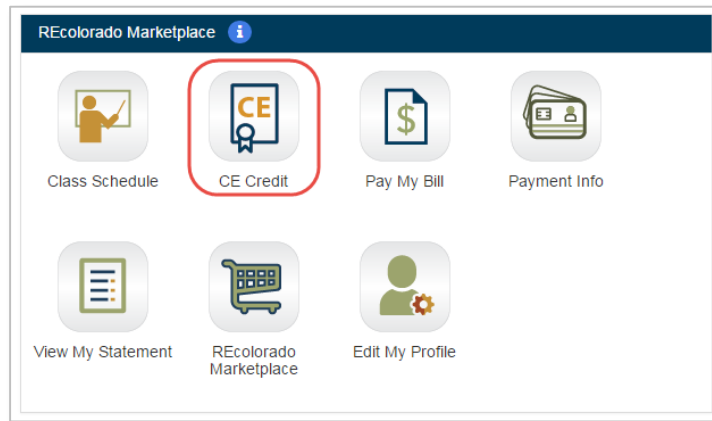 REcolorado Marketplace i
CE
$
Class Schedule CE Credit Pay My Bill Payment Info
View My Statement REcolorado Edit My Profile
Marketplace